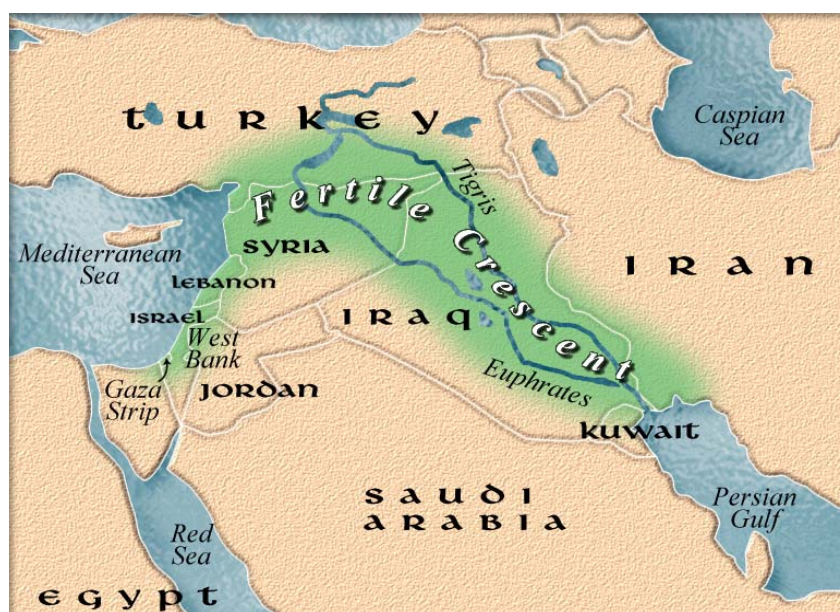 TURKEY
Caspian
Sea
Tigris
Fertile Crescent
Mediterranean
Sea
SYRIA
IRAN
LEBANON
ISRAEL
IRAQ
West
Bank
Gaza
Strip
JORDAN
Euphrates
KUWAIT
SAUDI
ARABIA
Persian
Gulf
Red
Sea
EGYPT